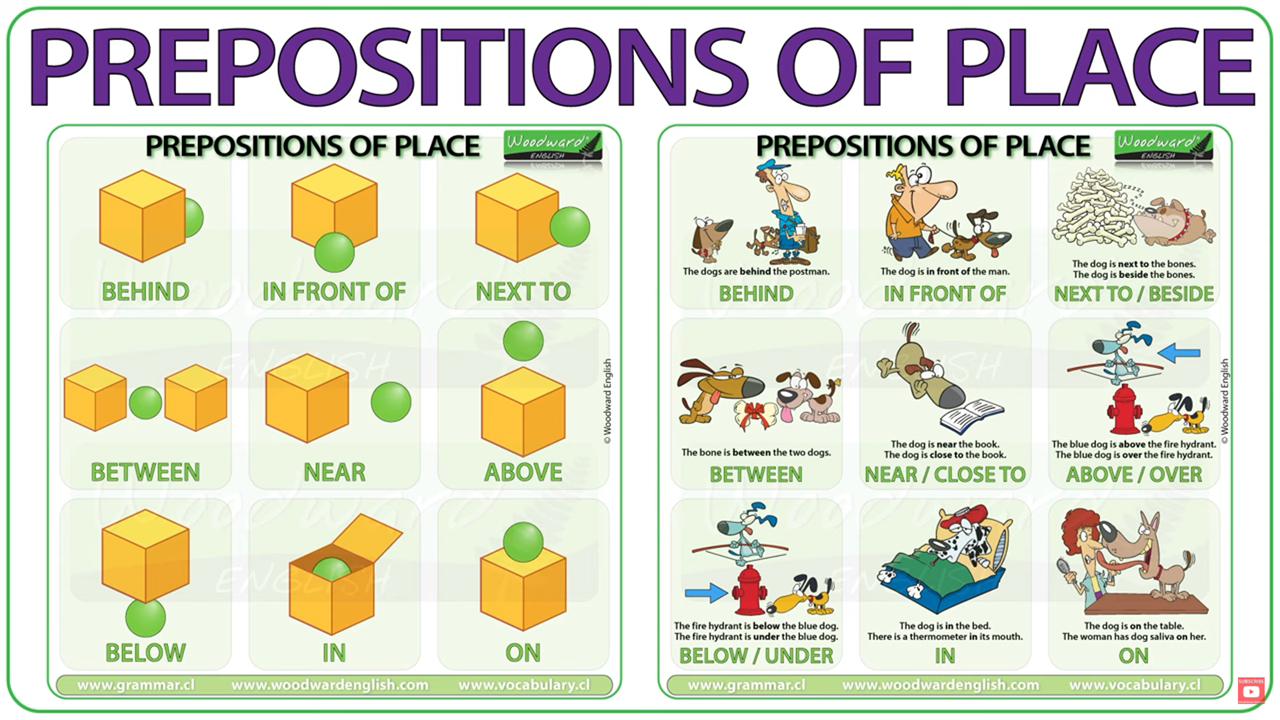 PREPOSITIONS OF PLACE
PREPOSITIONS OF PLACE
Woodward®
ENGLISH
BEHIND
IN FRONT OF
NEXT TO
BETWEEN
NEAR
ABOVE
BELOW
IN
ON
© Woodward English
www.grammar.cl
www.woodwardenglish.com
www.vocabulary.cl
PREPOSITIONS OF PLACE
Woodward®
ENGLISH
The dogs are behind the postman.
BEHIND
The dog is in front of the man.
IN FRONT OF
zzzzz
The dog is next to the bones.
The dog is beside the bones.
NEXT TO / BESIDE
The bone is between the two dogs.
BETWEEN
The dog is near the book.
The dog is close to the book.
NEAR / CLOSE TO
The blue dog is above the fire hydrant.
The blue dog is over the fire hydrant.
ABOVE / OVER
The fire hydrant is below the blue dog.
The fire hydrant is under the blue dog.
BELOW / UNDER
The dog is in the bed.
There is a thermometer in its mouth.
IN
The dog is on the table.
The woman has dog saliva on her.
ON
© Woodward English
www.grammar.cl
www.woodwardenglish.com
www.vocabulary.cl
SUBSCRIBE